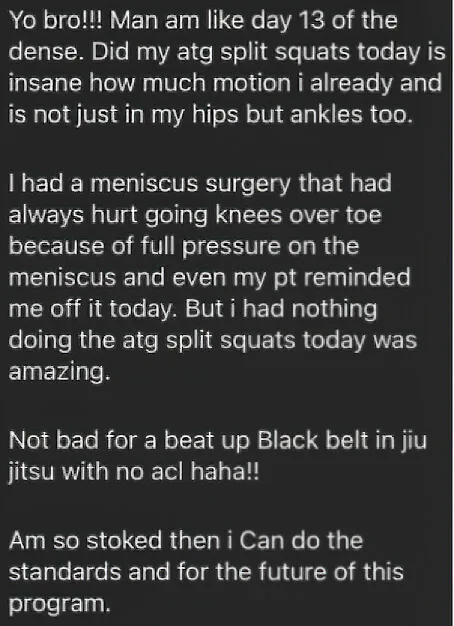 Yo bro!!! Man am like day 13 of the
dense. Did my atg split squats today is
insane how much motion i already and
is not just in my hips but ankles too.
I had a meniscus surgery that had
always hurt going knees over toe
because of full pressure on the
meniscus and even my pt reminded
me off it today. But i had nothing
doing the atg split squats today was
amazing.
Not bad for a beat up Black belt in jiu
jitsu with no acl haha!!
Am so stoked then i Can do the
standards and for the future of this
program.